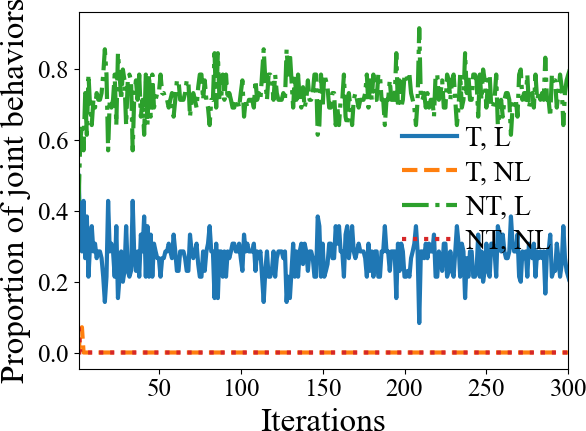 Proportion of joint behaviors
0.8
0.6
0.4
0.2
0.0
T, L
T, NL
NT, L
NT, NL
50
100
150
200
250
300
Iterations